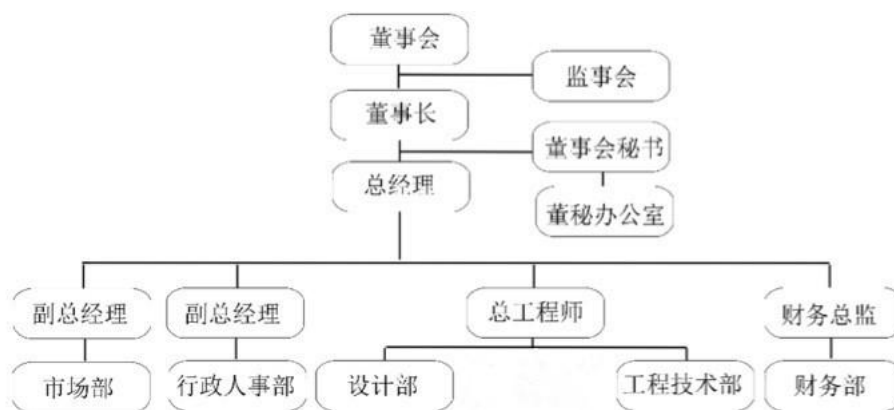 董事会
监事会
董事长
董事会秘书
总经理
董秘办公室
副总经理
副总经理
总工程师
财务总监
市场部
行政人事部
设计部
工程技术部
财务部